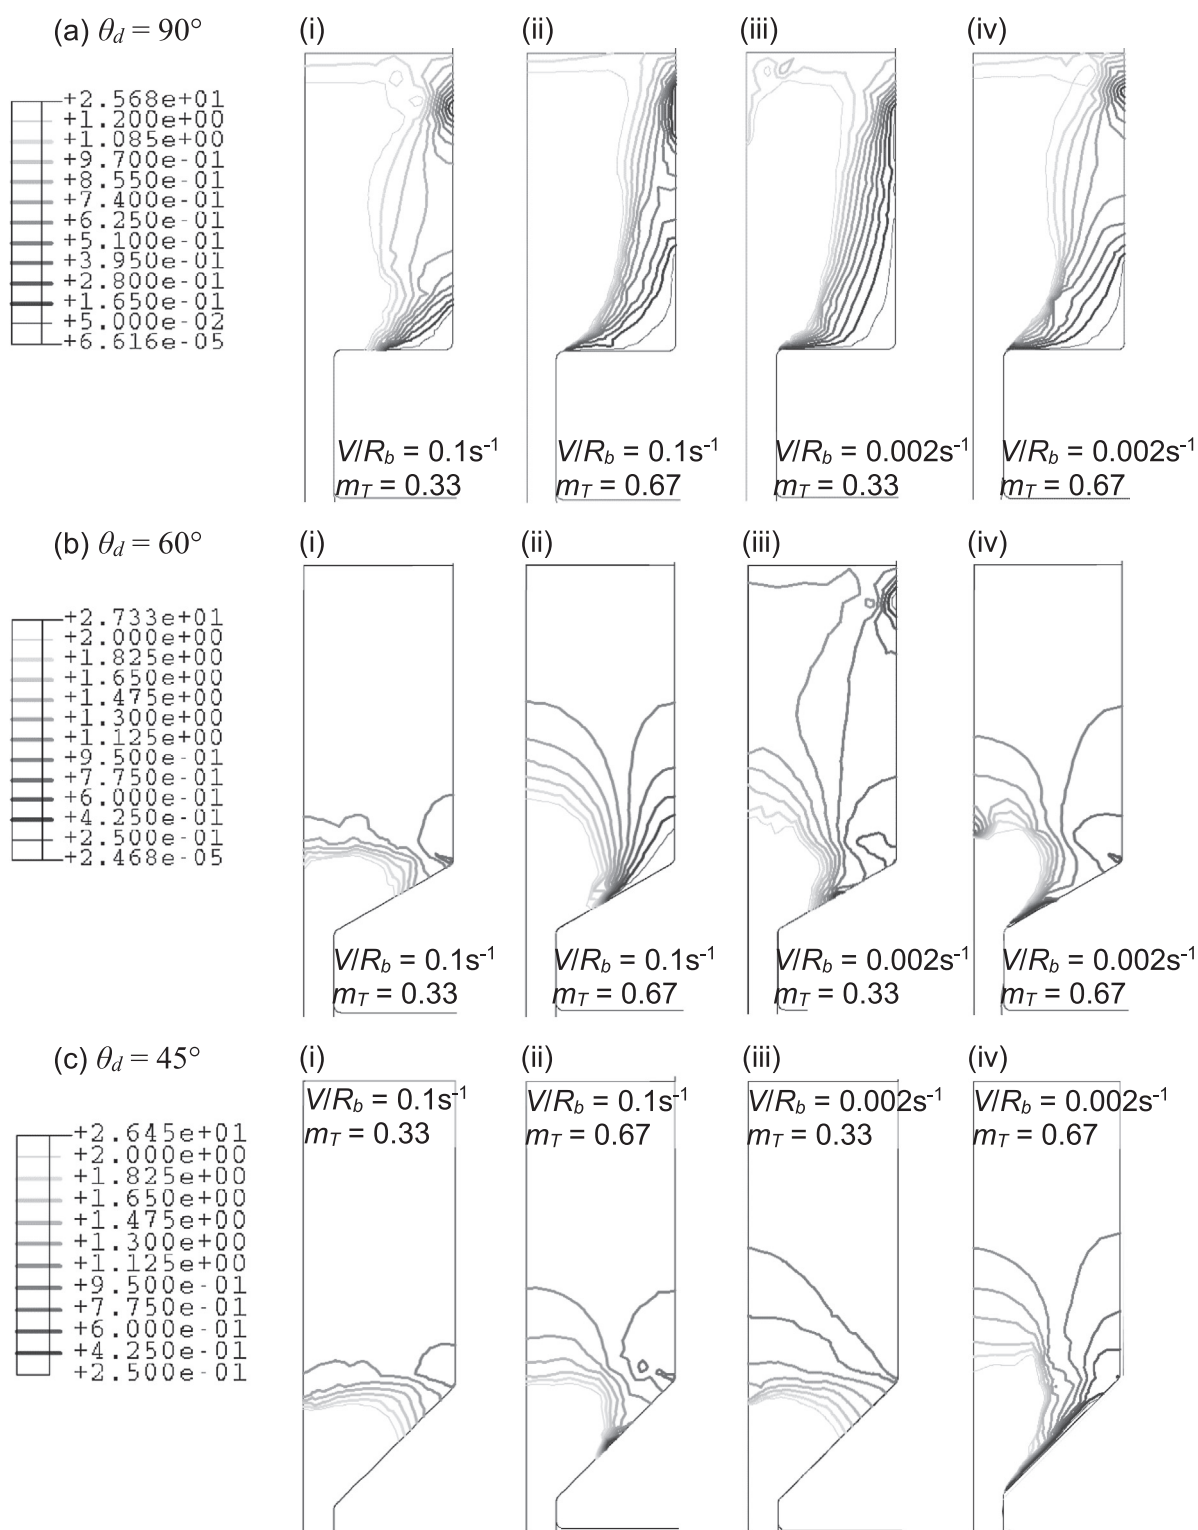 (a) θd = 90°
(i)
(ii)
(iii)
(iv)
+2.568e+01
+1.200e+00
+1.085e+00
+9.700e-01
+8.550e-01
+7.400e-01
+6.250e-01
+5.100e-01
+3.950e-01
+2.800e-01
+1.650e-01
+5.000e-02
+6.616e-05
V/Rb = 0.1s-1
mT = 0.33
V/Rb = 0.1s-1
mT = 0.67
V/Rb = 0.002s-1
mT = 0.33
V/Rb = 0.002s-1
mT = 0.67
(b) θd = 60°
(i)
(ii)
(iii)
(iv)
+2.733e+01
+2.000e+00
+1.825e+00
+1.650e+00
+1.475e+00
+1.300e+00
+1.125e+00
+9.500e-01
+7.750e-01
+6.000e-01
+4.250e-01
+2.500e-01
+2.468e-05
V/Rb = 0.1s-1
mT = 0.33
V/Rb = 0.1s-1
mT = 0.67
V/Rb = 0.002s-1
mT = 0.33
V/Rb = 0.002s-1
mT = 0.67
(c) θd = 45°
(i)
(ii)
(iii)
(iv)
V/Rb = 0.1s-1
mT = 0.33
V/Rb = 0.1s-1
mT = 0.67
V/Rb = 0.002s-1
mT = 0.33
V/Rb = 0.002s-1
mT = 0.67
+2.645e+01
+2.000e+00
+1.825e+00
+1.650e+00
+1.475e+00
+1.300e+00
+1.125e+00
+9.500e-01
+7.750e-01
+6.000e-01
+4.250e-01
+2.500e-01